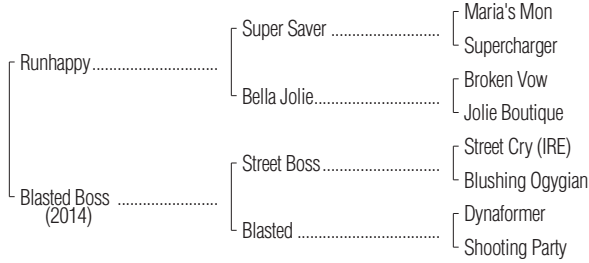 Maria's Mon
Super Saver ..........................
Supercharger
Runhappy..............................
Broken Vow
Bella Jolie..............................
Jolie Boutique
Street Cry (IRE)
Street Boss............................
Blushing Ogygian
Blasted Boss ........................
(2014)
Dynaformer
Blasted ..................................
Shooting Party